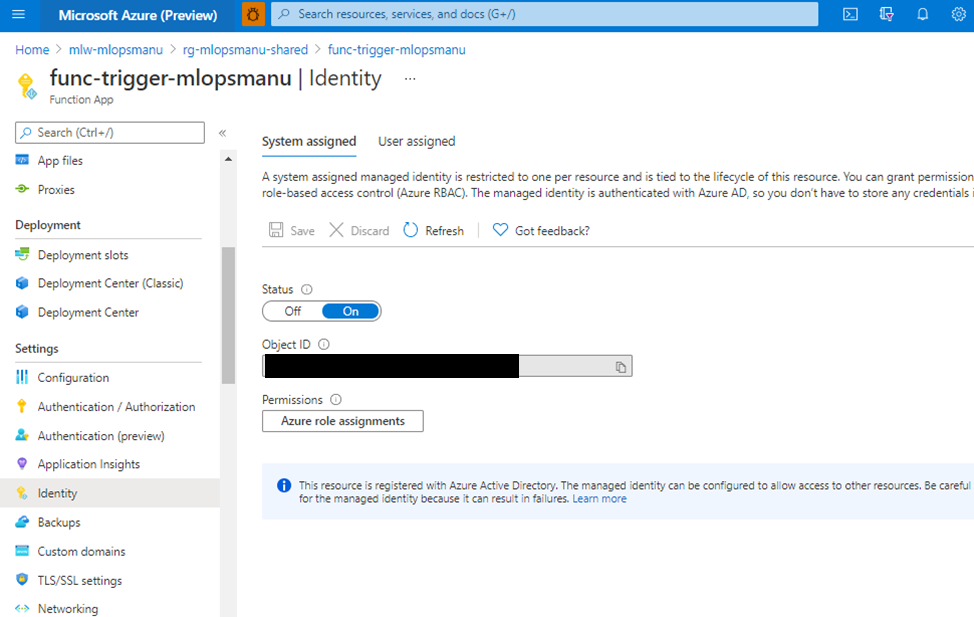 Microsoft Azure (Preview)
Search resources, services, and docs (G+/)
Home > mlw-mlopsmanu > rg-mlopsmanu-shared > func-trigger-mlopsmanu
func-trigger-mlopsmanu | Identity ...
Function App
Search (Ctrl+/)
«
App files
Proxies
Deployment
Deployment slots
Deployment Center (Classic)
Deployment Center
Settings
Configuration
Authentication / Authorization
Authentication (preview)
Application Insights
Identity
Backups
Custom domains
TLS/SSL settings
Networking
System assigned User assigned
A system assigned managed identity is restricted to one per resource and is tied to the lifecycle of this resource. You can grant permission
role-based access control (Azure RBAC). The managed identity is authenticated with Azure AD, so you don't have to store any credentials i
Save Discard Refresh Got feedback?
Status
Off On
Object ID
Permissions
Azure role assignments
This resource is registered with Azure Active Directory. The managed identity can be configured to allow access to other resources. Be careful
for the managed identity because it can result in failures. Learn more